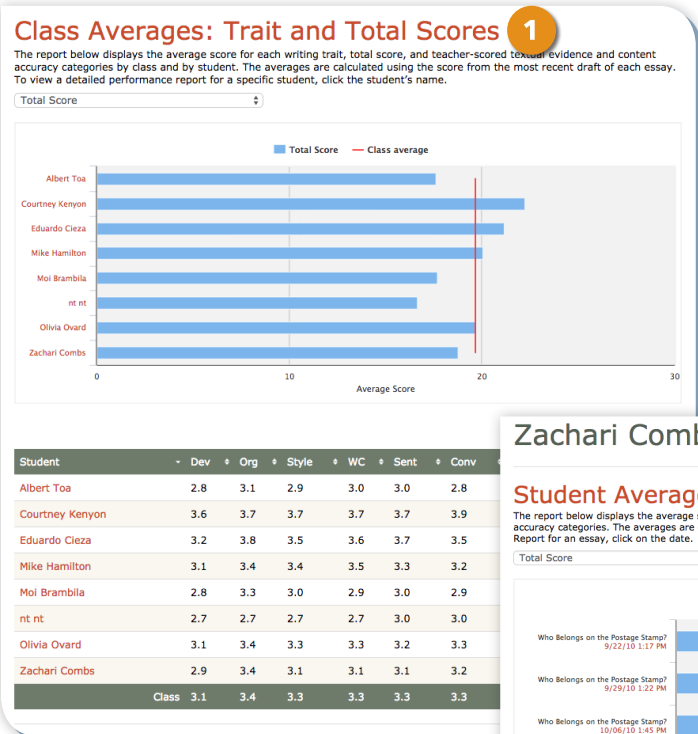 Class Averages: Trait and Total Scores 1
The report below displays the average score for each writing trait, total score, and teacher-scored textual evidence and content
accuracy categories by class and by student. The averages are calculated using the score from the most recent draft of each essay.
To view a detailed performance report for a specific student, click the student's name.
Total Score
Total Score Class average
Albert Toa
Courtney Kenyon
Eduardo Cieza
Mike Hamilton
Moi Brambila
nt nt
Olivia Ovard
Zachari Combs
0 10 20 30
Average Score
Student Dev Org Style WC Sent Conv
Albert Toa 2.8 3.1 2.9 3.0 3.0 2.8
Courtney Kenyon 3.6 3.7 3.7 3.7 3.7 3.9
Eduardo Cieza 3.2 3.8 3.5 3.6 3.7 3.5
Mike Hamilton 3.1 3.4 3.4 3.5 3.3 3.2
Moi Brambila 2.8 3.3 3.0 2.9 3.0 2.9
nt nt 2.7 2.7 2.7 2.7 3.0 3.0
Olivia Ovard 3.1 3.4 3.3 3.3 3.2 3.3
Zachari Combs 2.9 3.4 3.1 3.1 3.1 3.2
Class 3.1 3.4 3.3 3.3 3.3 3.3
Zachari Comb
Student Average
The report below displays the average
accuracy categories. The averages are
Report for an essay, click on the date.
Total Score
Who Belongs on the Postage Stamp?
9/22/10 1:17 PM
Who Belongs on the Postage Stamp?
9/29/10 1:22 PM
Who Belongs on the Postage Stamp?
10/06/10 1:45 PM